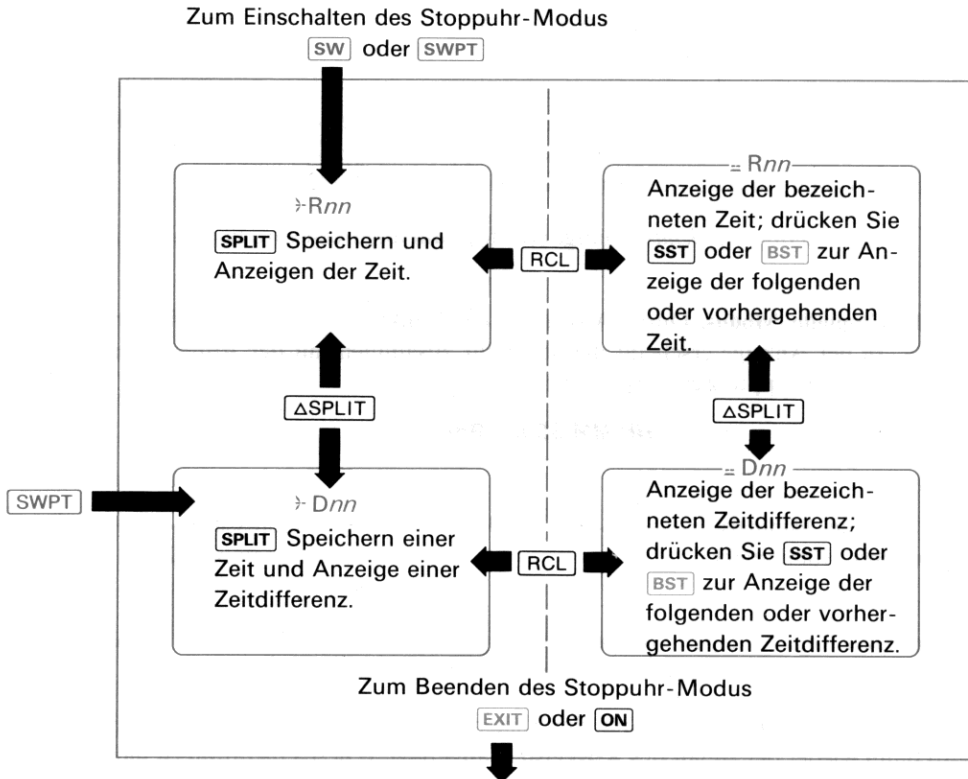 Zum Einschalten des Stoppuhr-Modus
SW oder SWPT
⊱Rnn
SPLIT Speichern und
Anzeigen der Zeit.
RCL
= Rnn
Anzeige der bezeich-
neten Zeit; drücken Sie
SST oder BST zur An-
zeige der folgenden
oder vorhergehenden
Zeit.
△SPLIT
△SPLIT
SWPT
⊱Dnn
SPLIT Speichern einer
Zeit und Anzeige einer
Zeitdifferenz.
RCL
= Dnn
Anzeige der bezeich-
neten Zeitdifferenz;
drücken Sie SST oder
BST zur Anzeige der
folgenden oder vorher-
gehenden Zeitdifferenz.
Zum Beenden des Stoppuhr-Modus
EXIT oder ON